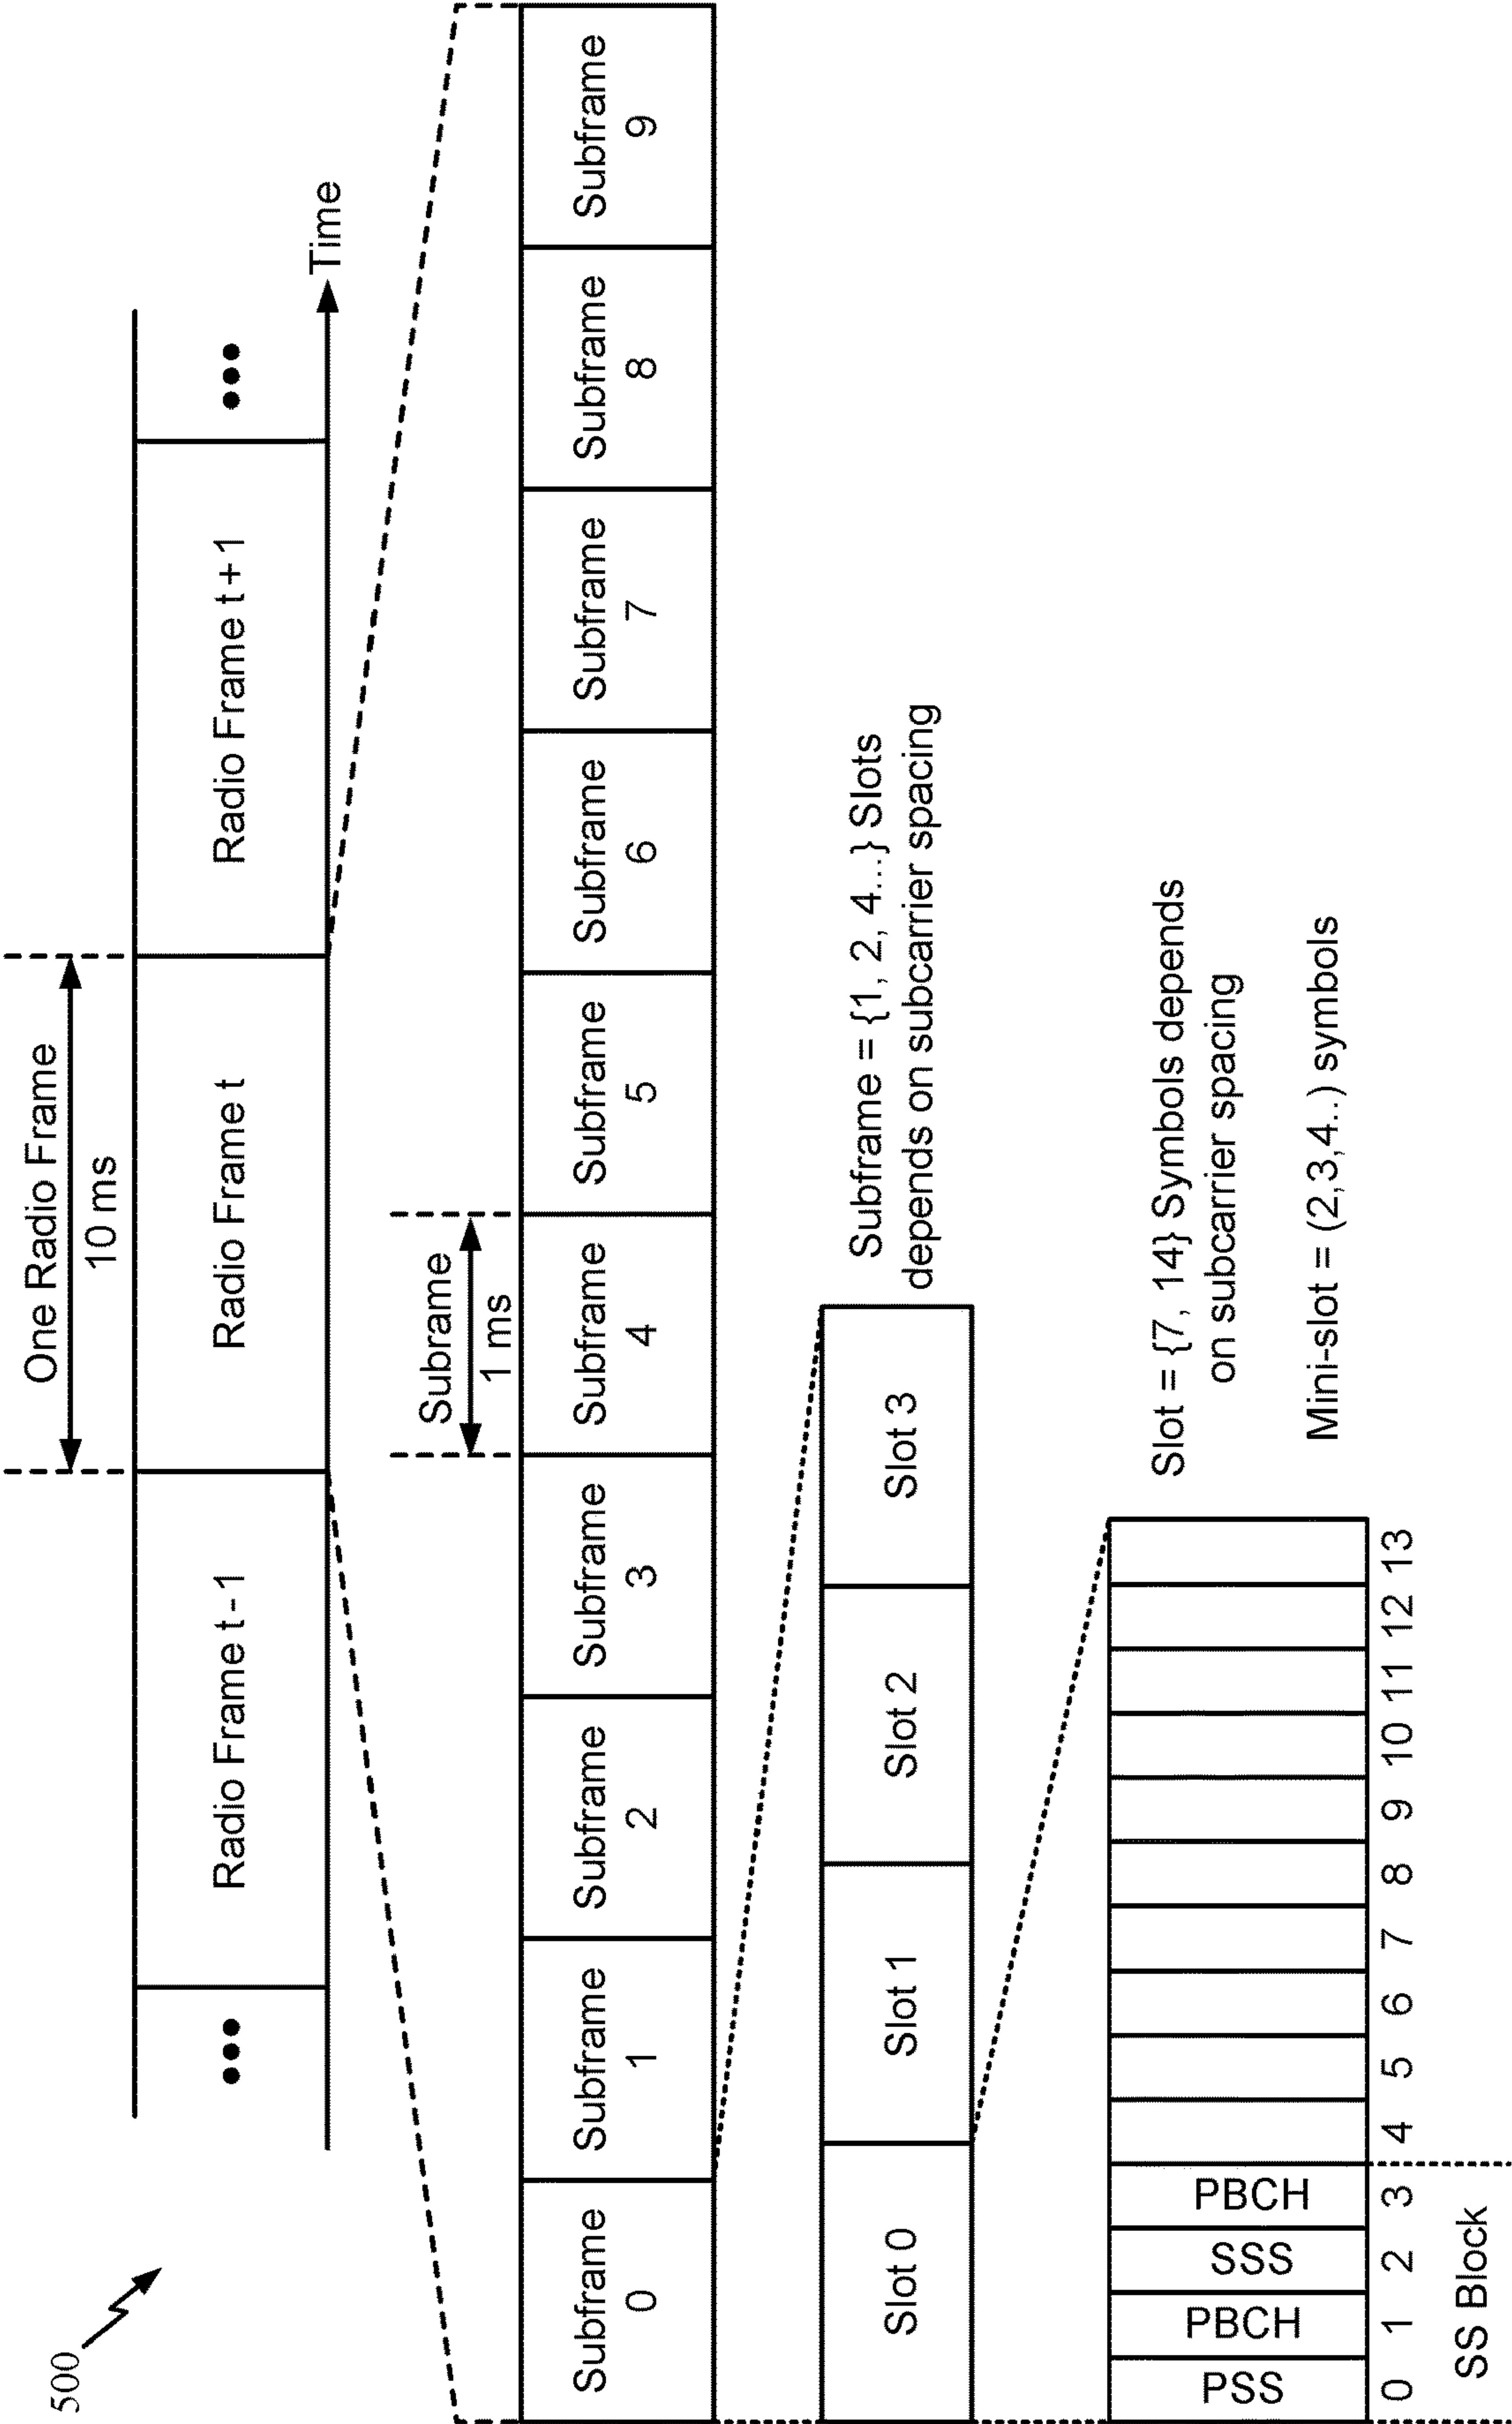 500
One Radio Frame
10 ms
••• Radio Frame t-1 Radio Frame t Radio Frame t+1 •••
Time
Subrame
1 ms
Subframe 0
Subframe 1
Subframe 2
Subframe 3
Subframe 4
Subframe 5
Subframe 6
Subframe 7
Subframe 8
Subframe 9
Slot 0 Slot 1 Slot 2 Slot 3
Subframe = {1, 2, 4...} Slots
depends on subcarrier spacing
PSS PBCH SSS PBCH
Slot = {7, 14} Symbols depends
on subcarrier spacing
Mini-slot = (2,3,4..) symbols
0 1 2 3 4 5 6 7 8 9 10 11 12 13
SS Block